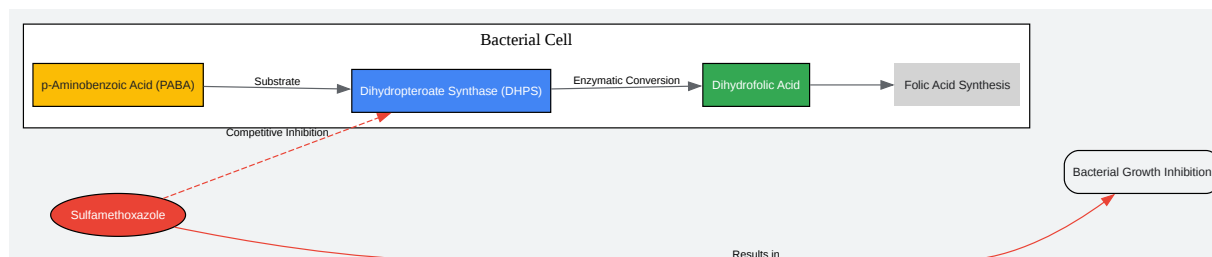 Bacterial Cell
p-Aminobenzoic Acid (PABA)
Substrate
Dihydropteroate Synthase (DHPS)
Enzymatic Conversion
Dihydrofolic Acid
Folic Acid Synthesis
Competitive Inhibition
Bacterial Growth Inhibition
Sulfamethoxazole
Results in